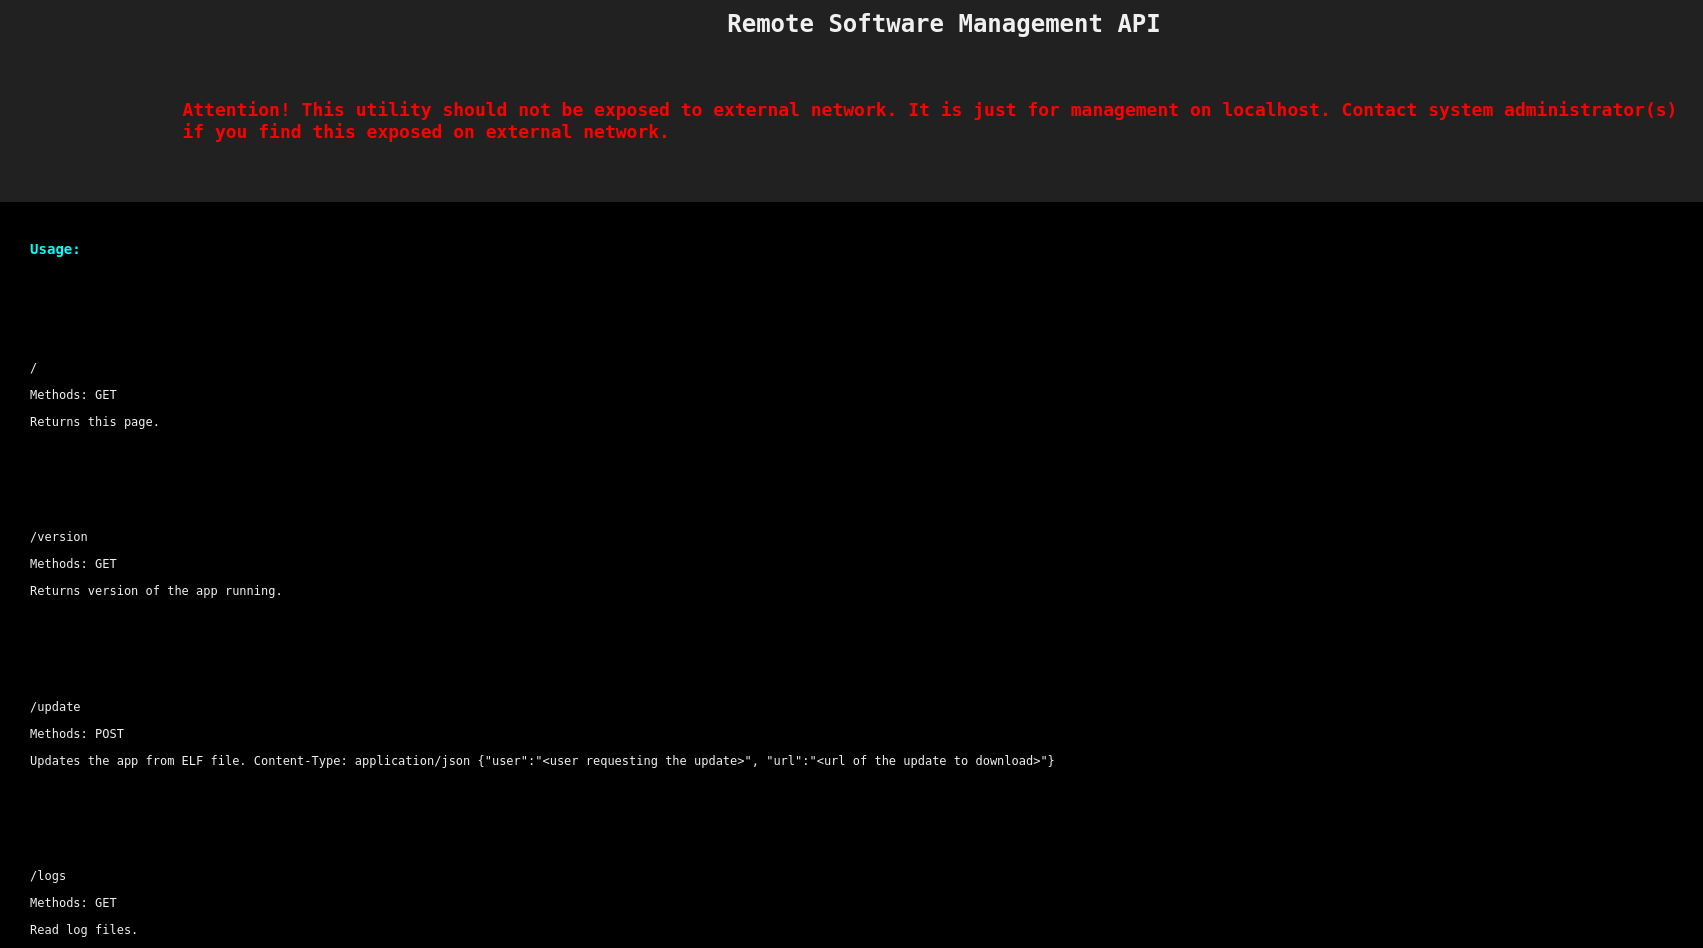 Remote Software Management API
Attention! This utility should not be exposed to external network. It is just for management on localhost. Contact system administrator(s)
if you find this exposed on external network.
Usage:
/
Methods: GET
Returns this page.
/version
Methods: GET
Returns version of the app running.
/update
Methods: POST
Updates the app from ELF file. Content-Type: application/json {"user":"<user requesting the update>", "url":"<url of the update to download>"}
/logs
Methods: GET
Read log files.